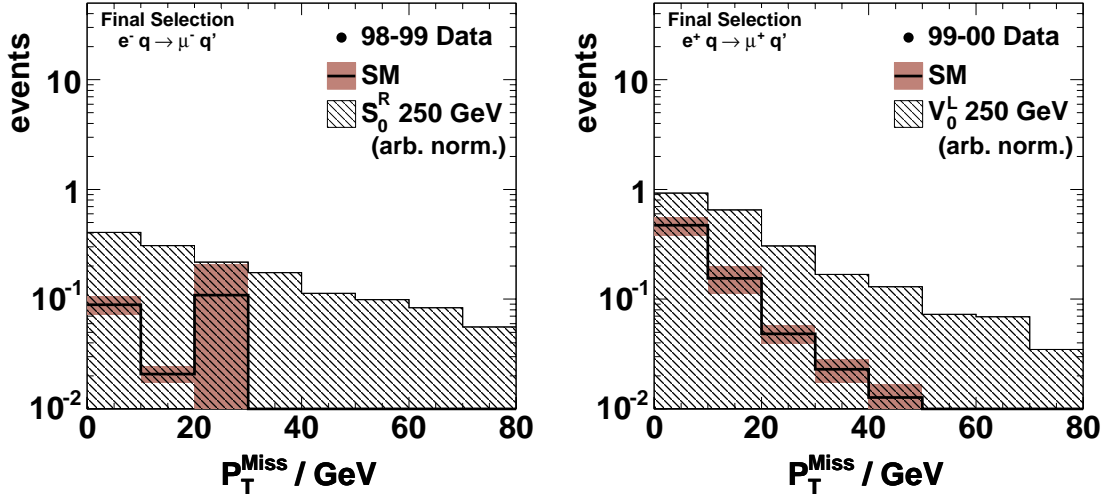 Final Selection
e⁻ q → μ⁻ q’
98-99 Data
SM
S₀ᴿ 250 GeV
(arb. norm.)
events
10
1
10⁻¹
10⁻²
0 20 40 60 80
P_T^Miss / GeV
Final Selection
e⁺ q → μ⁺ q’
99-00 Data
SM
V₀ᴸ 250 GeV
(arb. norm.)
events
10
1
10⁻¹
10⁻²
0 20 40 60 80
P_T^Miss / GeV